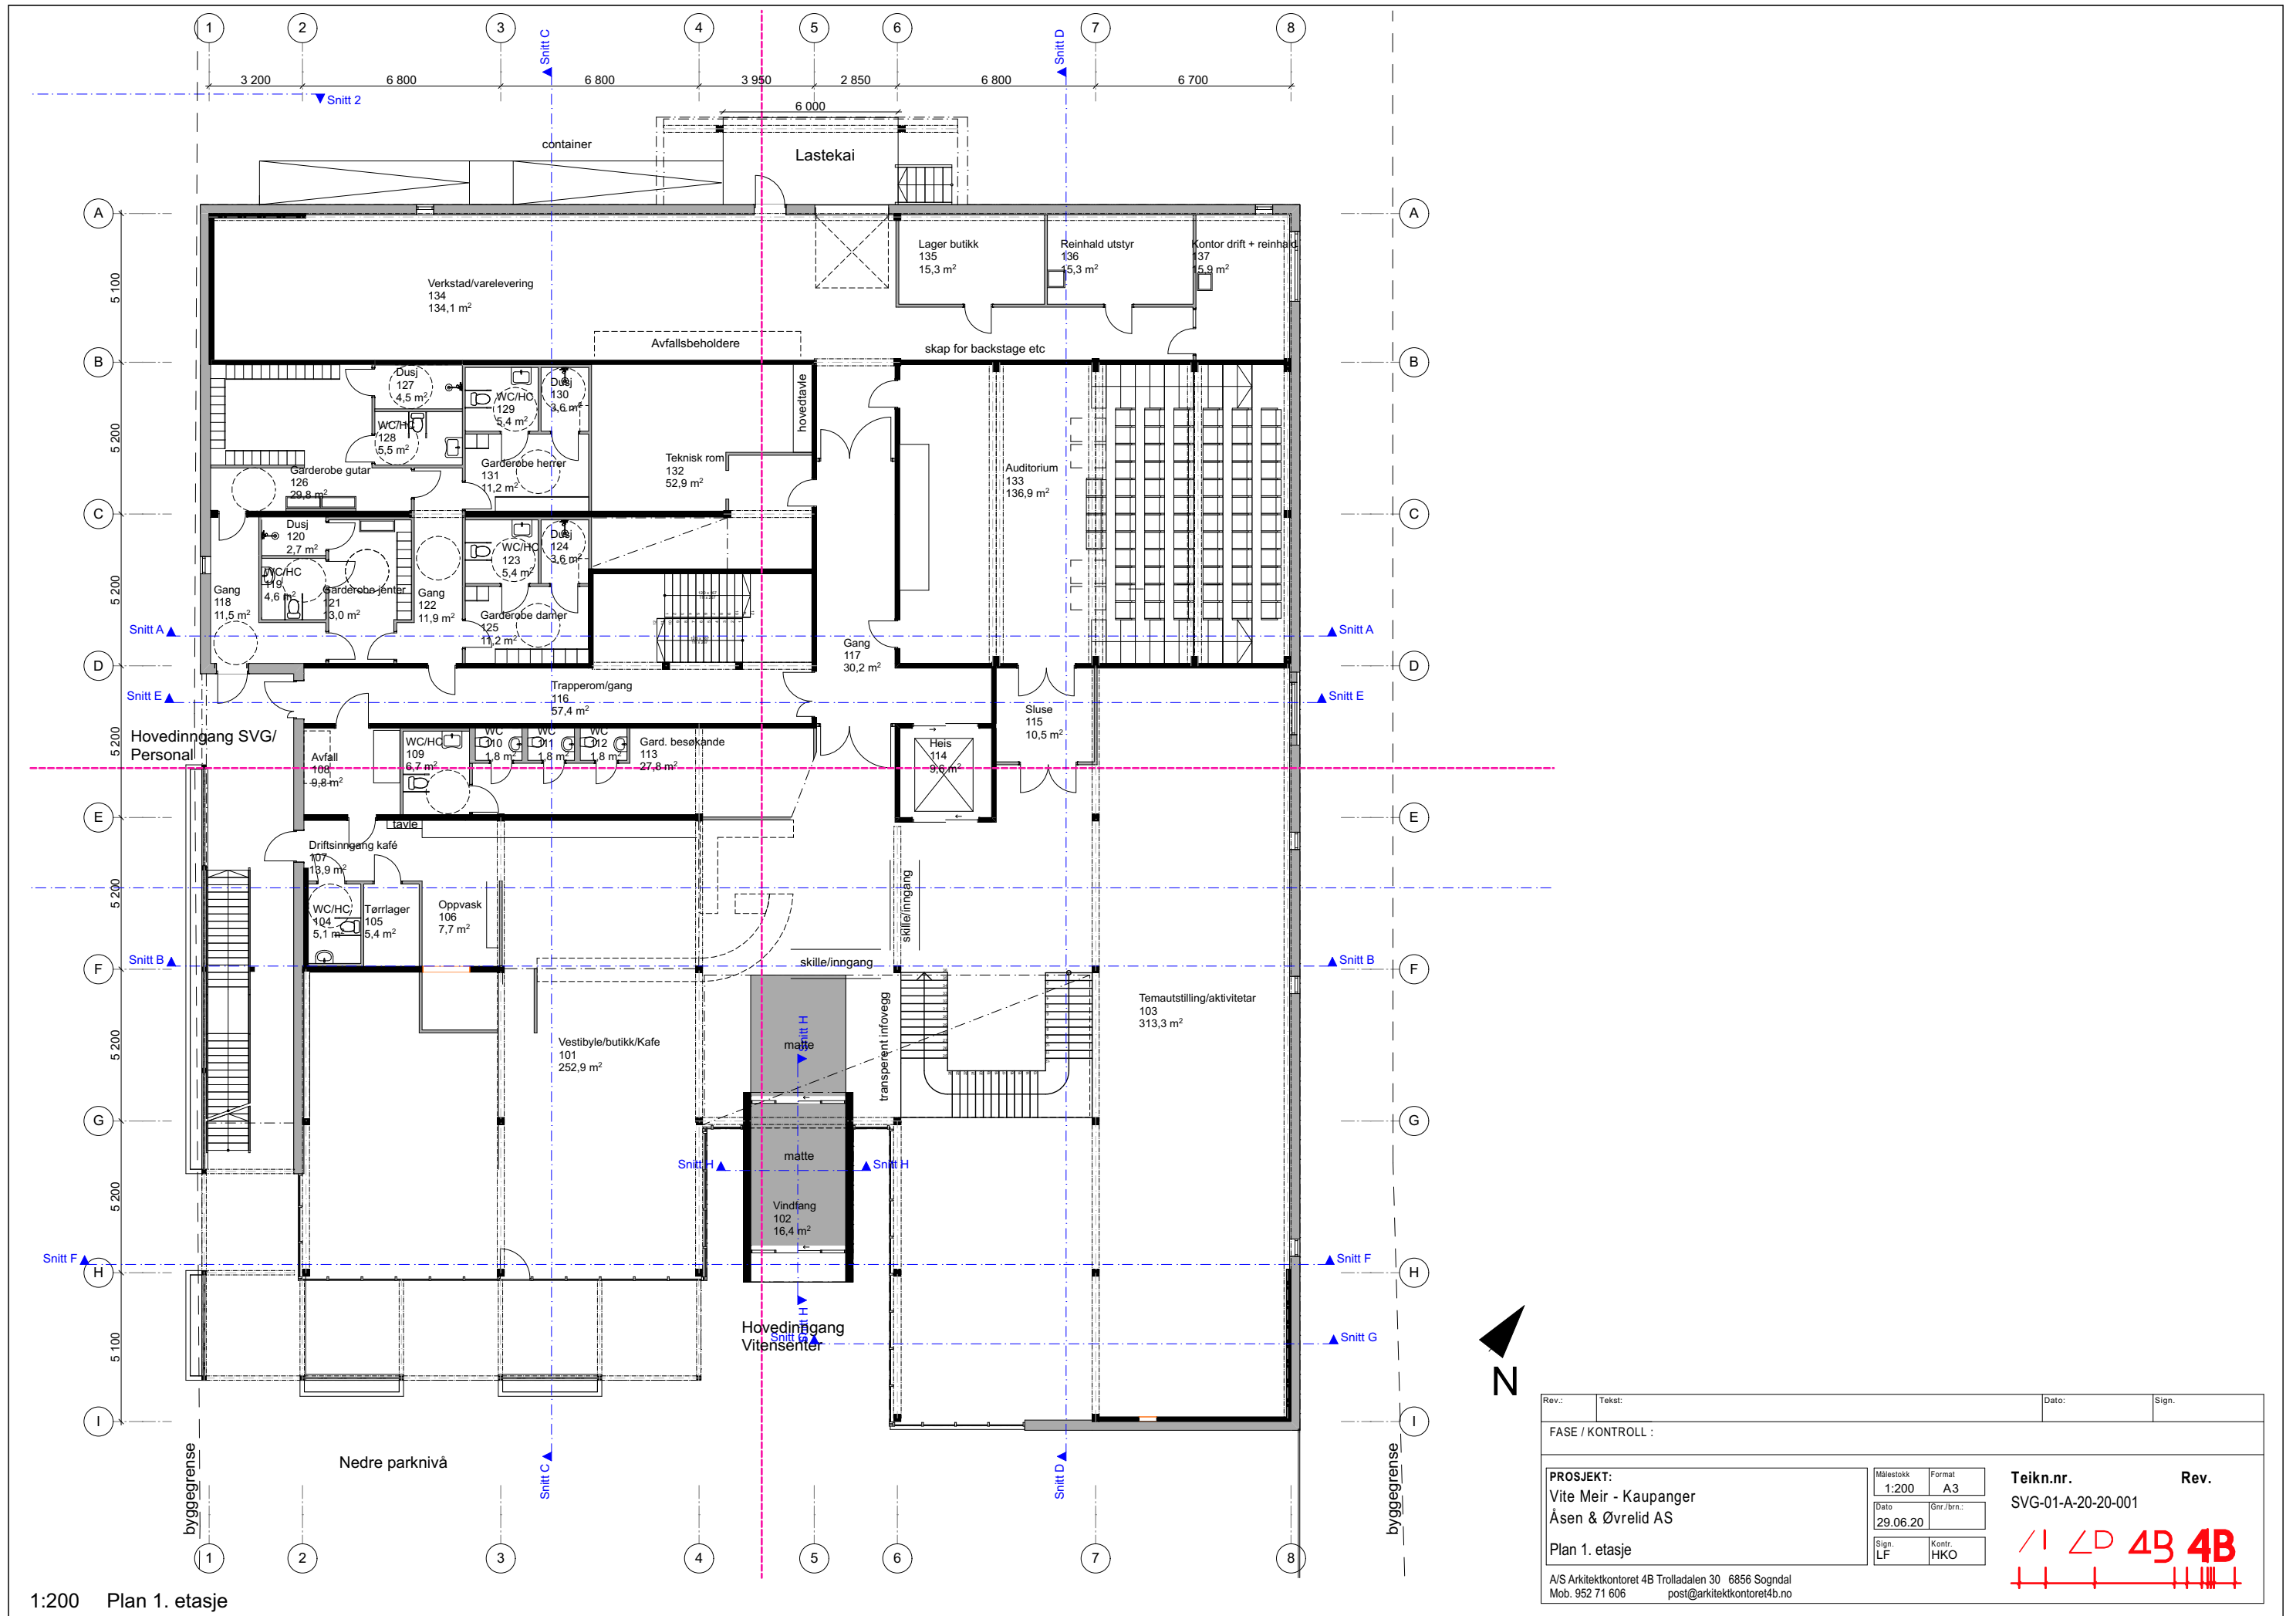 1 2 3 4 5 6 7 8
Snitt C
Snitt D
3 200 6 800 6 800 3 950 2 850 6 800 6 700
Snitt 2
6 000
container
Lastekai
A A
5 100
Lager butikk
135
15,3 m²
Reinhald utstyr
136
15,3 m²
Kontor drift + reinhald
137
15,9 m²
Verkstad/varelevering
134
134,1 m²
Avfallsbeholdere
skap for backstage etc
B B
5 200
Dusj
127
4,5 m²
WC/HC
128
5,5 m²
WC/HC
129
5,4 m²
Dusj
130
3,6 m²
hovedtavle
Garderobe gutar
126
29,8 m²
Garderobe herrer
131
11,2 m²
Teknisk rom
132
52,9 m²
Auditorium
133
136,9 m²
C C
5 200
Dusj
120
2,7 m²
WC/HC
119
4,6 m²
Gang
118
11,5 m²
Garderobe jenter
121
13,0 m²
Gang
122
11,9 m²
WC/HC
123
5,4 m²
Dusj
124
3,6 m²
Garderobe damer
125
11,2 m²
Gang
117
30,2 m²
Snitt A Snitt A
D D
5 200
Snitt E Snitt E
Trapperom/gang
116
57,4 m²
Sluse
115
10,5 m²
Hovedinngang SVG/
Personal
Avfall
108
9,8 m²
WC/HC
109
6,7 m²
WC
110
1,8 m²
WC
111
1,8 m²
WC
112
1,8 m²
Gard. besøkande
113
27,8 m²
Heis
114
9,6 m²
E E
5 200
tavle
Driftsinngang kafé
107
13,9 m²
WC/HC
104
5,1 m²
Tørrlager
105
5,4 m²
Oppvask
106
7,7 m²
skille/inngang
skille/inngang
Snitt B Snitt B
F F
5 200
Temautstilling/aktivitetar
103
313,3 m²
Vestibyle/butikk/Kafe
101
252,9 m²
matte
Snitt H
transperent infovegg
G G
5 200
matte
Snitt H Snitt H
Vindfang
102
16,4 m²
Snitt F Snitt F
H H
5 100
Snitt H
Hovedinngang
Vitensenter
Snitt G Snitt G
N
I I
byggegrense
byggegrense
Nedre parknivå
Snitt C
Snitt D
1 2 3 4 5 6 7 8
1:200 Plan 1. etasje
Rev.: Tekst: Dato: Sign.
FASE / KONTROLL :
PROSJEKT:
Vite Meir - Kaupanger
Åsen & Øvrelid AS
Plan 1. etasje
Målestokk
1:200
Format
A3
Dato
29.06.20
Gnr./brn.:
Sign.
LF
Kontr.
HKO
Teikn.nr. Rev.
SVG-01-A-20-20-001
4B 4B
A/S Arkitektkontoret 4B Trolladalen 30 6856 Sogndal
Mob. 952 71 606 post@arkitektkontoret4b.no